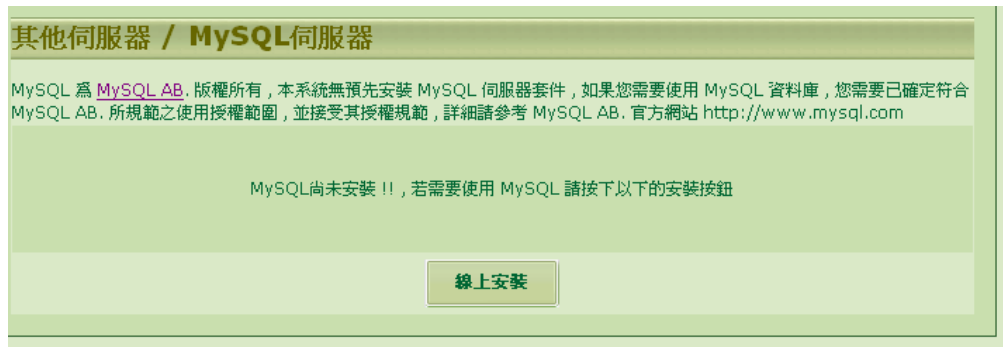 其他伺服器 / MySQL伺服器
MySQL 為 MySQL AB. 版權所有 , 本系統無預先安裝 MySQL 伺服器套件 , 如果您需要使用 MySQL 資料庫 , 您需要已確定符合
MySQL AB. 所規範之使用授權範圍 , 並接受其授權規範 , 詳細請參考 MySQL AB. 官方網站 http://www.mysql.com
MySQL尚未安裝 !! , 若需要使用 MySQL 請按下以下的安裝按鈕
線上安裝